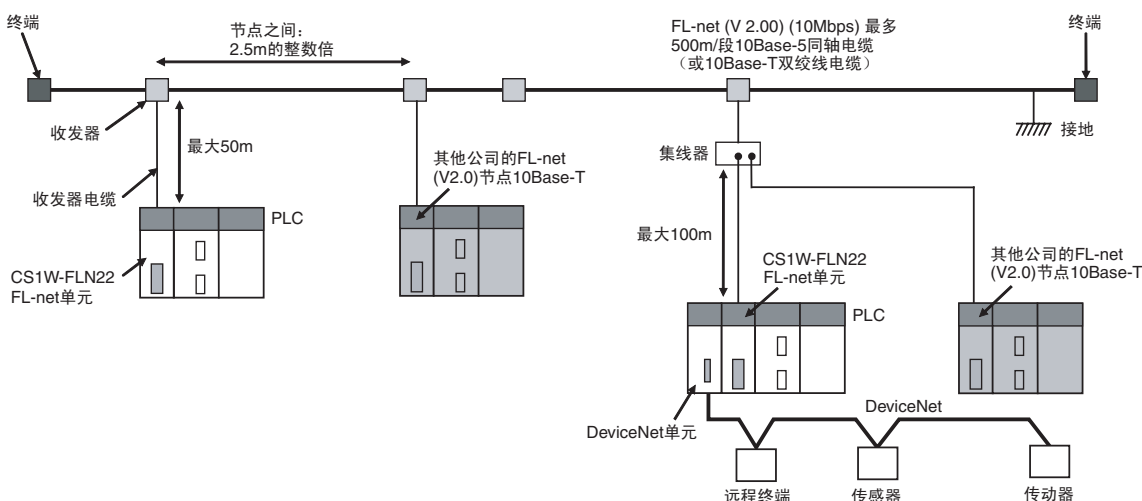 终端
节点之间：
2.5m的整数倍
FL-net (V 2.00) (10Mbps) 最多
500m/段10Base-5同轴电缆
（或10Base-T双绞线电缆）
终端
收发器
最大50m
集线器
接地
收发器电缆
其他公司的FL-net
(V2.0)节点10Base-T
PLC
最大100m
CS1W-FLN22
FL-net单元
CS1W-FLN22
FL-net单元
其他公司的FL-net
(V2.0)节点10Base-T
PLC
DeviceNet单元
DeviceNet
远程终端
传感器
传动器